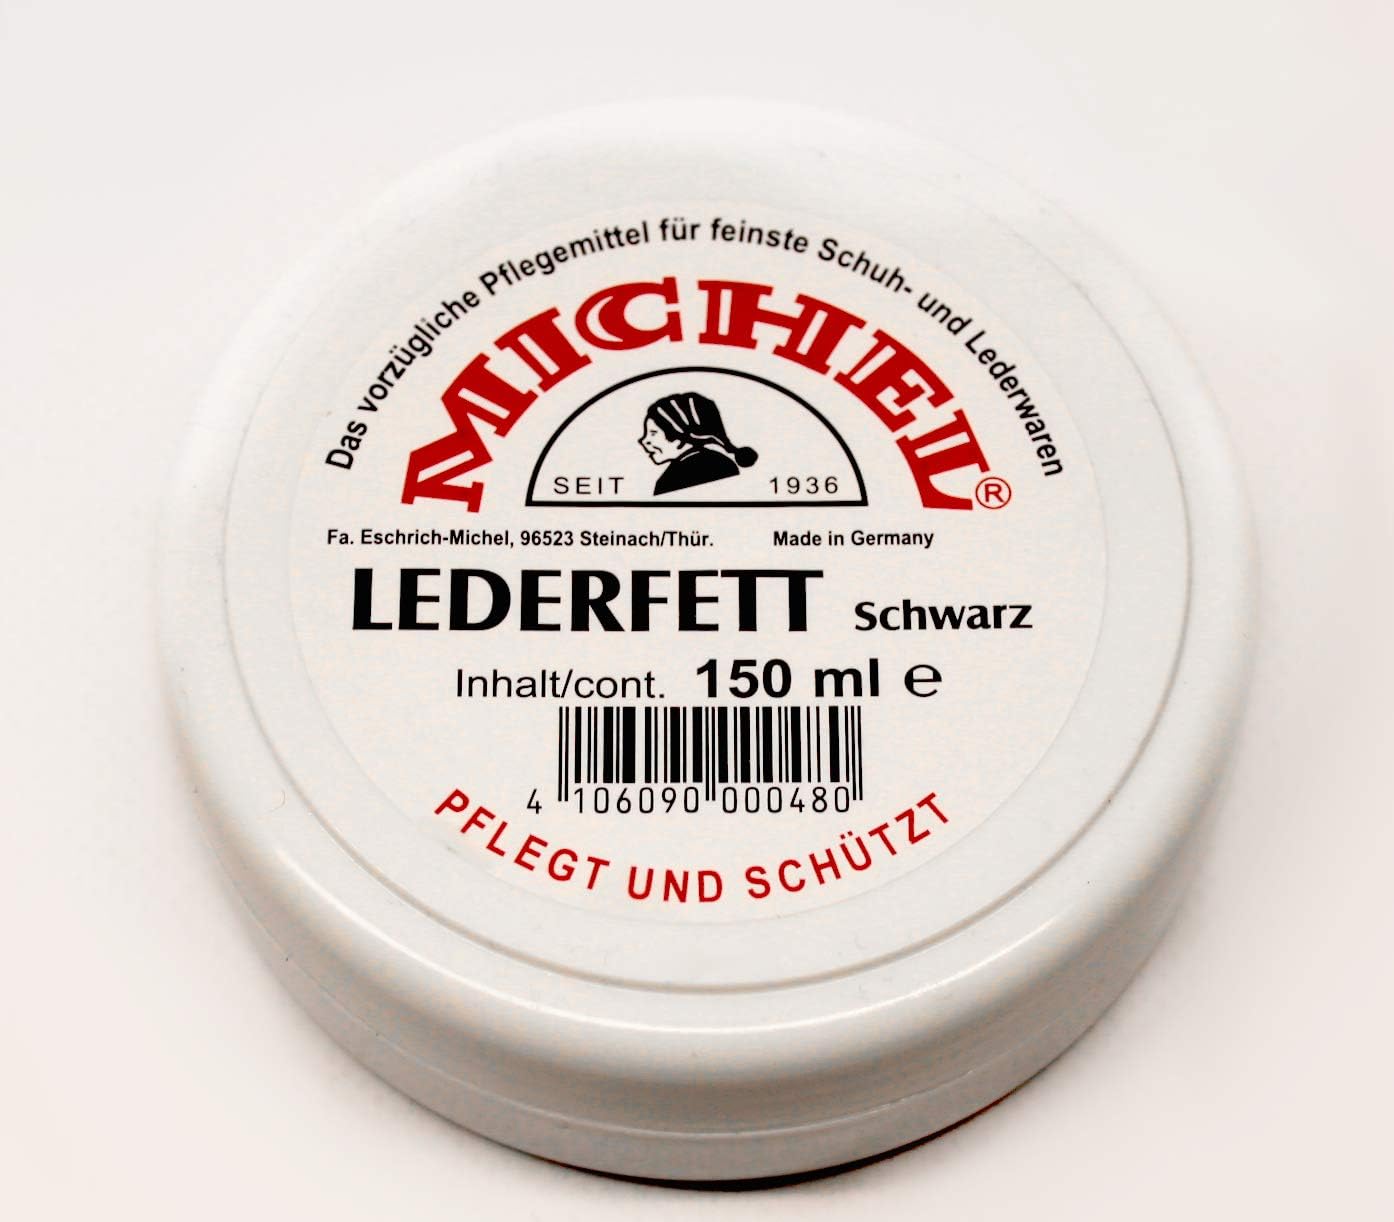 Das vorzügliche Pflegemittel für feinste Schuh- und Lederwaren
MICHEL®
SEIT 1936
Fa. Eschrich-Michel, 96523 Steinach/Thür. Made in Germany
LEDERFETT Schwarz
Inhalt/cont. 150 ml ℮
4 106090 000480
PFLEGT UND SCHÜTZT